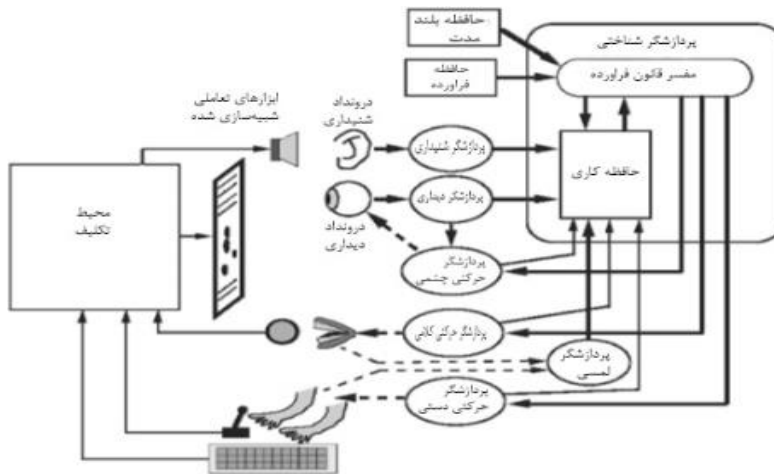 حافظه بلند
مدت
پردازشگر شناختی
حافظه
فراورده
مفسر قانون فراورده
ابزارهای تعاملی
شبیه‌سازی شده
درونداد
شنیداری
پردازشگر شنیداری
حافظه کاری
محیط
تکلیف
پردازشگر دیداری
درونداد
دیداری
پردازشگر
حرکتی چشمی
پردازشگر حرکتی کلامی
پردازشگر
لمسی
پردازشگر
حرکتی دستی